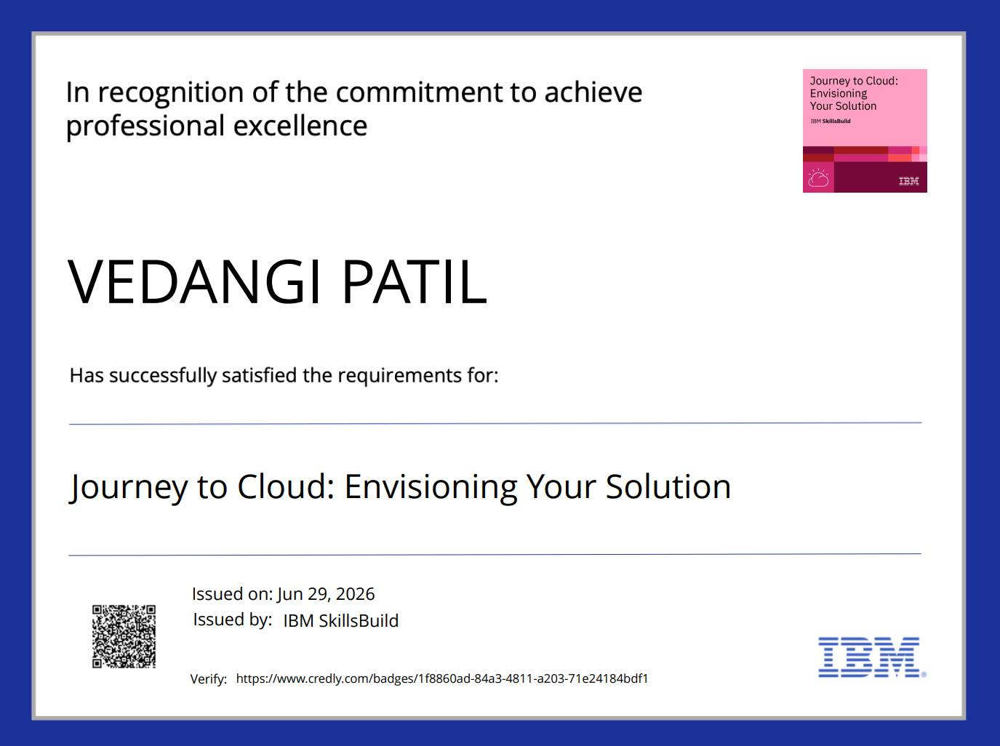 In recognition of the commitment to achieve
professional excellence
Journey to Cloud:
Envisioning
Your Solution
IBM SkillsBuild
IBM
VEDANGI PATIL
Has successfully satisfied the requirements for:
Journey to Cloud: Envisioning Your Solution
Issued on: Jun 29, 2026
Issued by: IBM SkillsBuild
IBM®
Verify: https://www.credly.com/badges/1f8860ad-84a3-4811-a203-71e24184bdf1